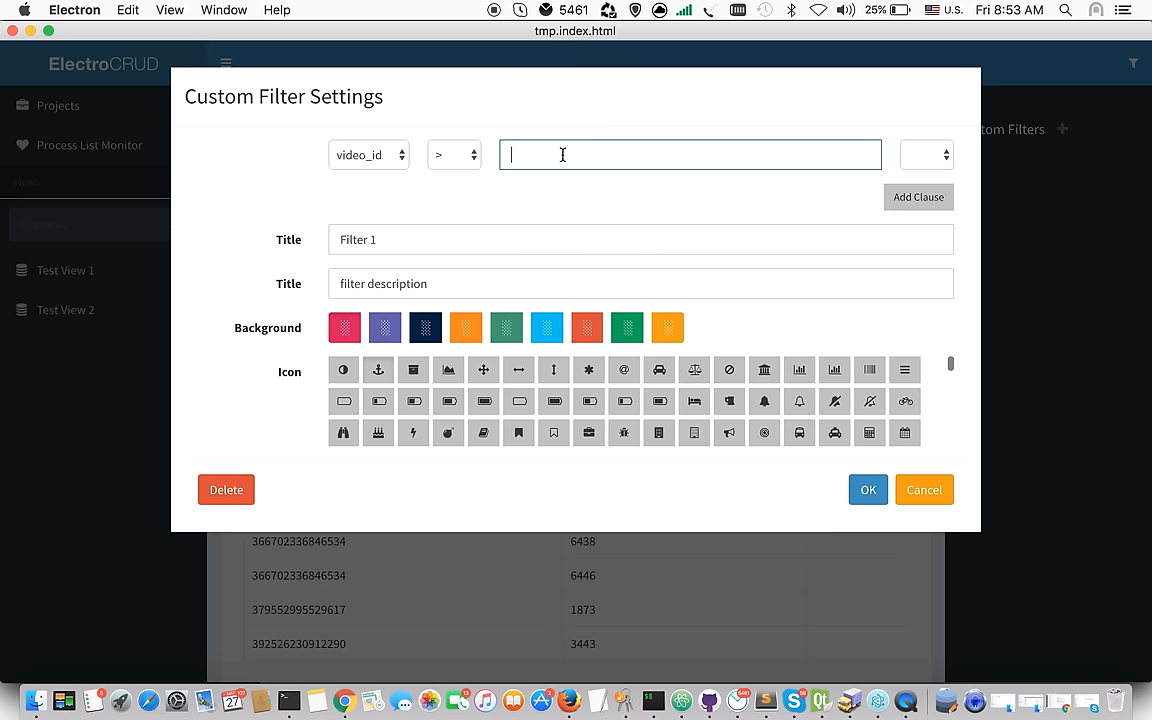 Electron Edit View Window Help 5461 25% U.S. Fri 8:53 AM
tmp.index.html
ElectroCRUD
Custom Filter Settings
Projects
tom Filters
Process List Monitor
video_id > 
Views
Add Clause
Title Filter 1
Test View 1
Title filter description
Test View 2
Background
Icon
Delete OK Cancel
366702336846534 6438
366702336846534 6446
379552995529617 1873
392526230912290 3443